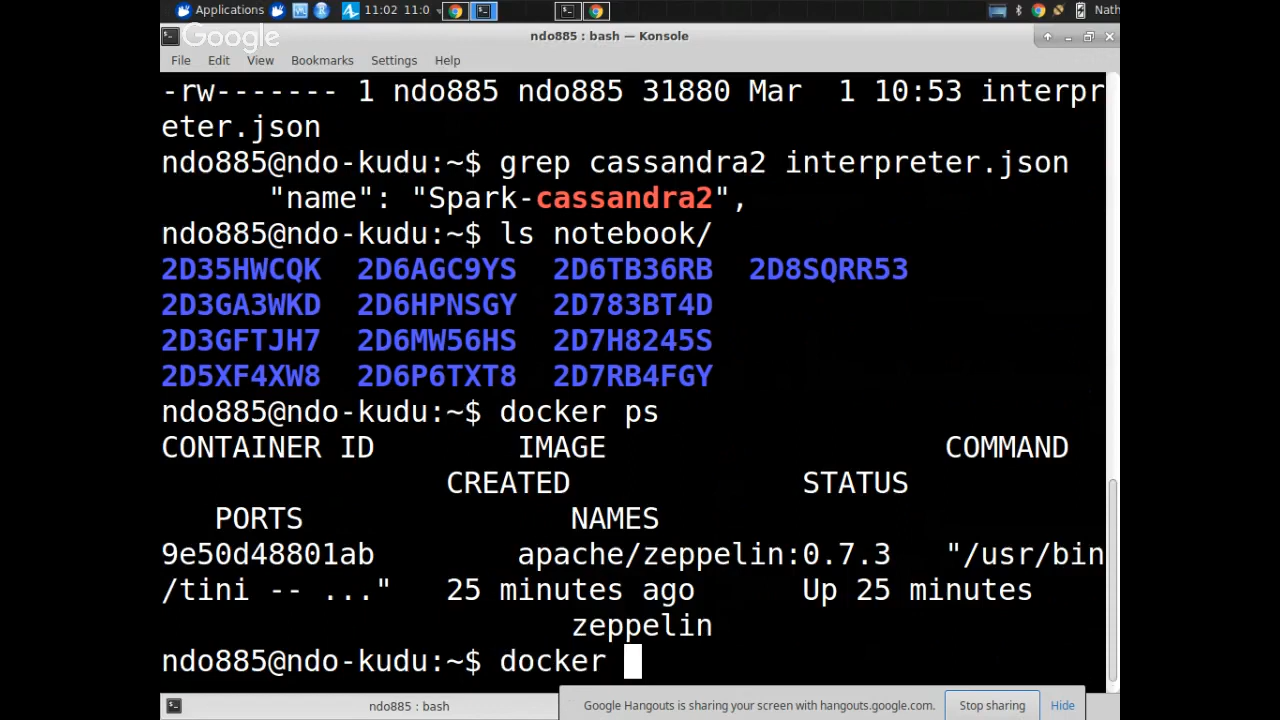 Applications 11:02 11:0 Nath
Google
ndo885 : bash — Konsole
File Edit View Bookmarks Settings Help
-rw------- 1 ndo885 ndo885 31880 Mar  1 10:53 interpr
eter.json
ndo885@ndo-kudu:~$ grep cassandra2 interpreter.json
"name": "Spark-cassandra2",
ndo885@ndo-kudu:~$ ls notebook/
2D35HWCQK 2D6AGC9YS 2D6TB36RB 2D8SQRR53
2D3GA3WKD 2D6HPNSGY 2D783BT4D
2D3GFTJH7 2D6MW56HS 2D7H8245S
2D5XF4XW8 2D6P6TXT8 2D7RB4FGY
ndo885@ndo-kudu:~$ docker ps
CONTAINER ID IMAGE COMMAND
CREATED STATUS
PORTS NAMES
9e50d48801ab apache/zeppelin:0.7.3 "/usr/bin
/tini -- ..." 25 minutes ago Up 25 minutes
zeppelin
ndo885@ndo-kudu:~$ docker
ndo885 : bash
Google Hangouts is sharing your screen with hangouts.google.com. Stop sharing Hide